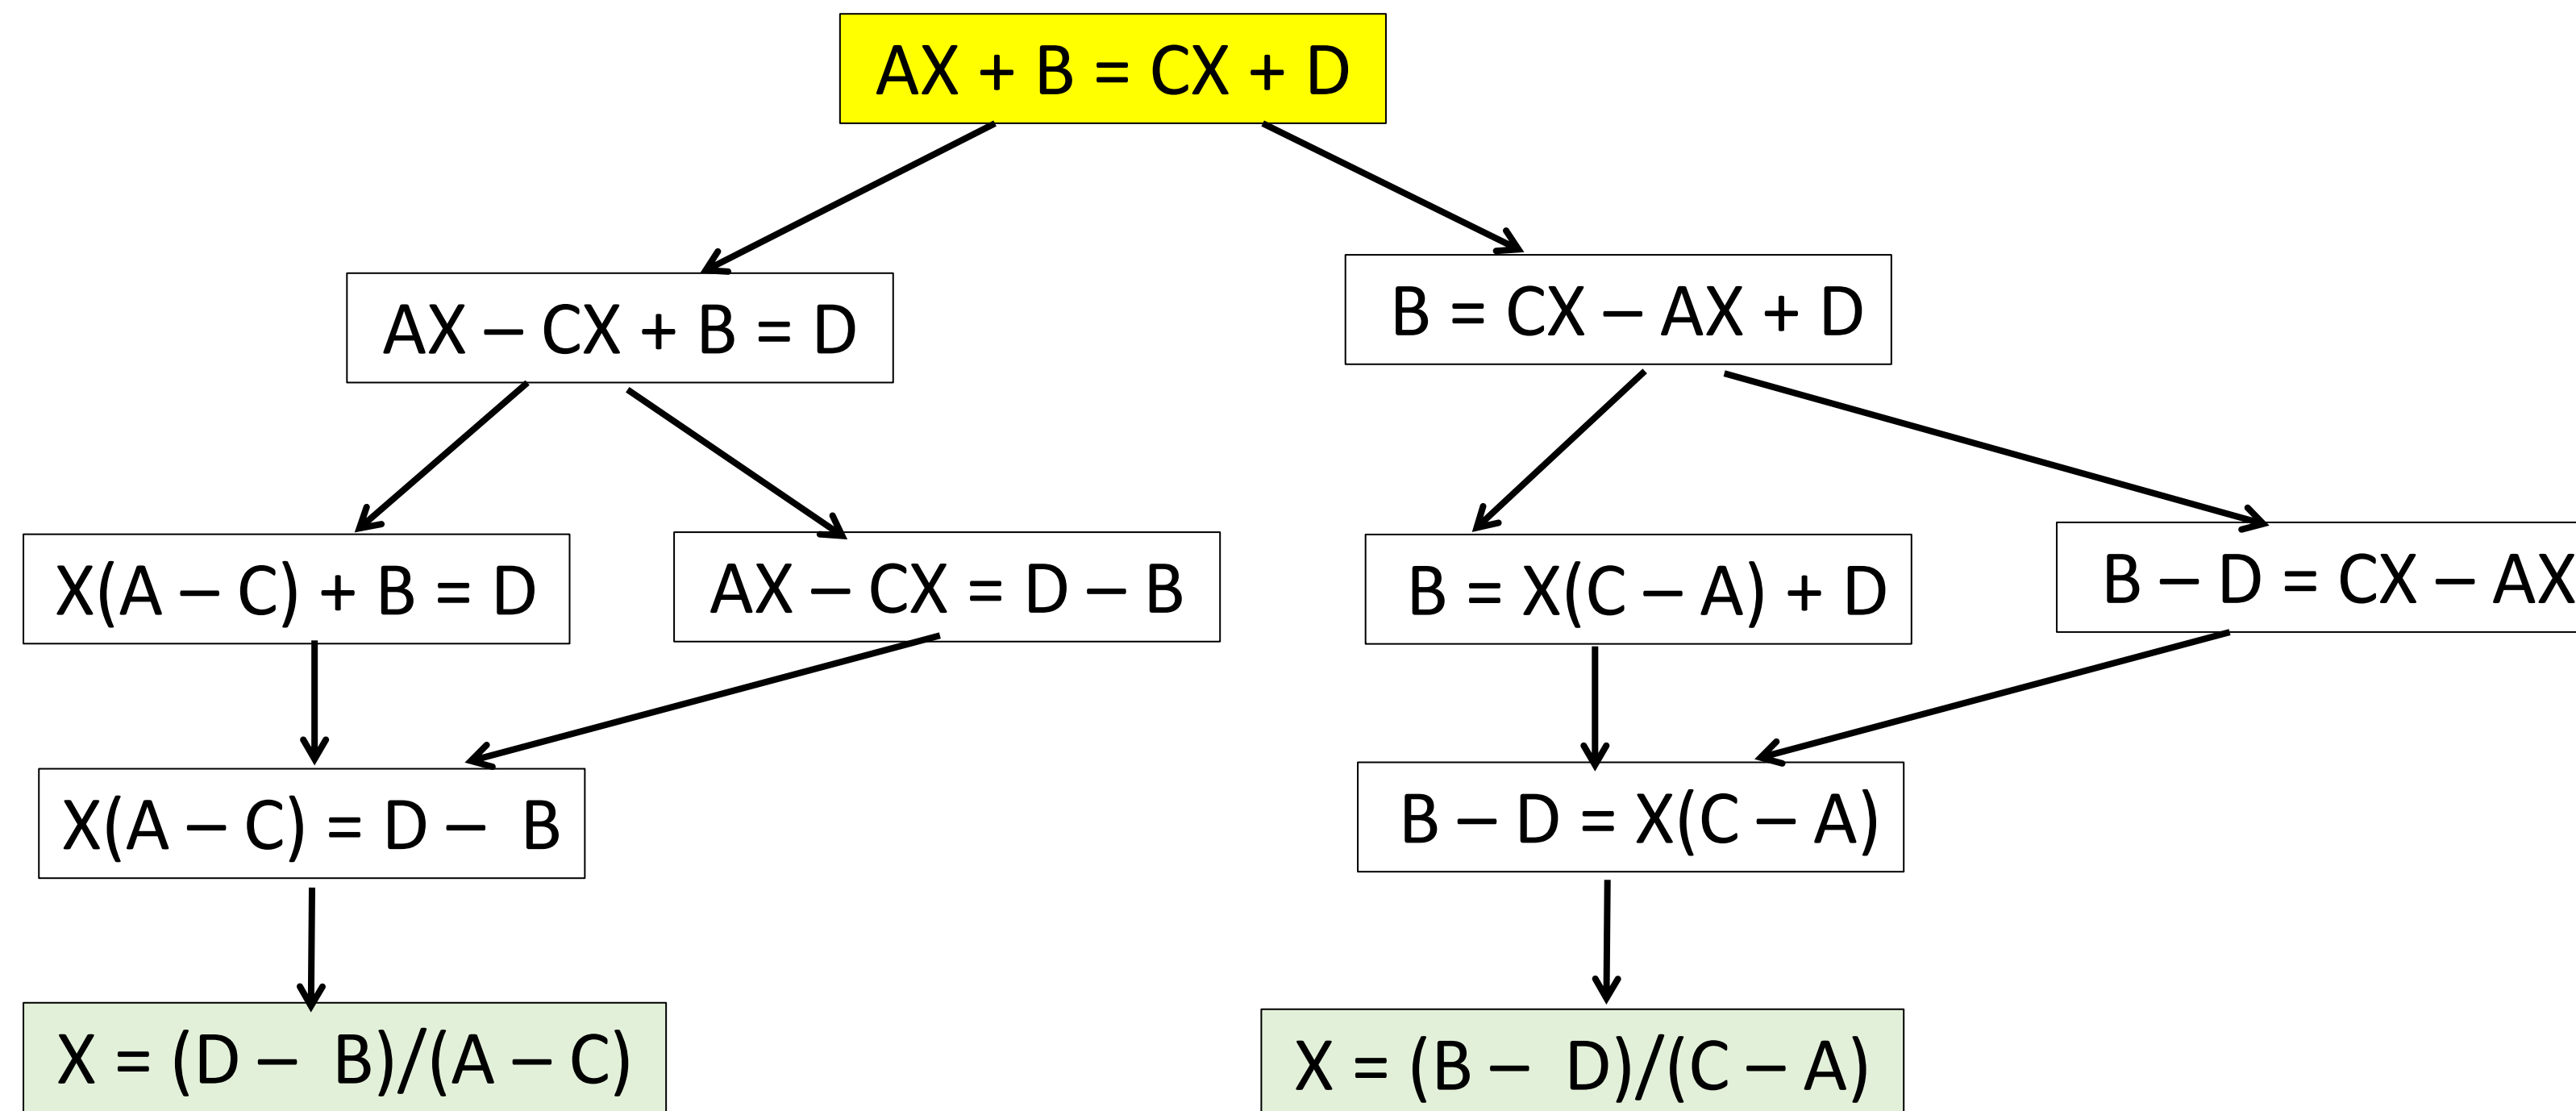 AX + B = CX + D
AX – CX + B = D
B = CX – AX + D
X(A – C) + B = D
AX – CX = D – B
B = X(C – A) + D
B – D = CX – AX
X(A – C) = D – B
B – D = X(C – A)
X = (D – B)/(A – C)
X = (B – D)/(C – A)